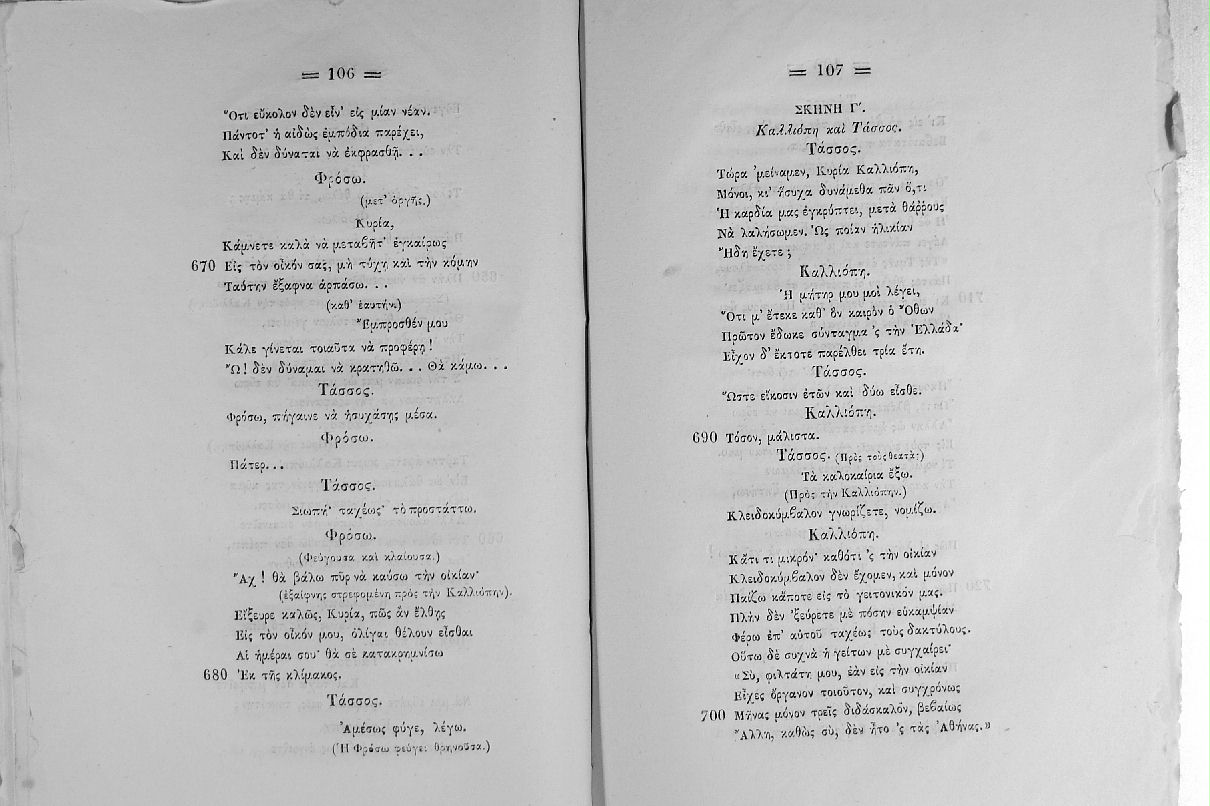 = 106 =
Ὅτι εὔκολον δὲν εἶν' εἰς μίαν νέαν.
Πάντοτ' ἡ αἰδὼς ἐμπόδια παρέχει,
Καὶ δὲν δύναται νὰ ἐκφρασθῇ. . .
Φρόσω.
(μετ' ὀργῆς.)
Κυρία,
Κάμνετε καλὰ νὰ μεταβῆτ' ἐγκαίρως
670 Εἰς τὸν οἶκόν σας, μὴ τύχῃ καὶ τὴν κόμην
Ταύτην ἔξαφνα ἁρπάσω. . .
(καθ' ἑαυτήν.)
Ἔμπροσθέν μου
Κάλε γίνεται τοιαῦτα νὰ προφέρῃ!
Ὤ! δὲν δύναμαι νὰ κρατηθῶ. . . Θὰ κάμω. . .
Τάσσος.
Φρόσω, πήγαινε νὰ ἡσυχάσῃς μέσα.
Φρόσω.
Πάτερ...
Τάσσος.
Σιωπή· ταχέως· τὸ προστάττω.
Φρόσω.
(Φεύγουσα καὶ κλαίουσα.)
Ἄχ! θὰ βάλω πῦρ νὰ καύσω τὴν οἰκίαν·
(ἐξαίφνης στρεφομένη πρὸς τὴν Καλλιόπην).
Εἴξευρε καλῶς, Κυρία, πῶς ἂν ἔλθῃς
Εἰς τὸν οἶκόν μου, ὀλίγαι θέλουν εἶσθαι
Αἱ ἡμέραι σου· θὰ σὲ κατακρημνίσω
680 Ἐκ τῆς κλίμακος.
Τάσσος.
Ἀμέσως φύγε, λέγω.
(Ἡ Φρόσω φεύγει θρηνοῦσα.)
= 107 =
ΣΚΗΝΗ Γʹ.
Καλλιόπη καὶ Τάσσος.
Τάσσος.
Τώρα 'μείναμεν, Κυρία Καλλιόπη,
Μόνοι, κι' ἥσυχα δυνάμεθα πᾶν ὅ,τι
Ἡ καρδία μας ἐγκρύπτει, μετὰ θάῤῥους
Νὰ λαλήσωμεν. Ὣς ποίαν ἡλικίαν
Ἤδη ἔχετε;
Καλλιόπη.
Ἡ μήτηρ μου μοὶ λέγει,
Ὅτι μ' ἔτεκε καθ' ὃν καιρὸν ὁ Ὄθων
Πρῶτον ἔδωκε σύνταγμα 'ς τὴν Ἑλλάδα·
Εἶχον δ' ἔκτοτε παρέλθει τρία ἔτη.
Τάσσος.
Ὥστε εἴκοσιν ἐτῶν καὶ δύω εἶσθε.
Καλλιόπη.
690 Τόσον, μάλιστα.
Τάσσος. (Πρὸς τοὺς θεατάς:)
Τὰ καλοκαίρια ἔξω.
(Πρὸς τὴν Καλλιόπην.)
Κλειδοκύμβαλον γνωρίζετε, νομίζω.
Καλλιόπη.
Κᾶτι τι μικρόν· καθότι 'ς τὴν οἰκίαν
Κλειδοκύμβαλον δὲν ἔχομεν, καὶ μόνον
Παίζω κάποτε εἰς τὸ γειτονικόν μας.
Πλὴν δὲν 'ξεύρετε μὲ πόσην εὐκαμψίαν
Φέρω ἐπ' αὐτοῦ ταχέως τοὺς δακτύλους.
Οὕτω δὲ συχνὰ ἡ γείτων μὲ συγχαίρει·
«Σὺ, φιλτάτη μου, ἐὰν εἰς τὴν οἰκίαν
Εἶχες ὄργανον τοιοῦτον, καὶ συγχρόνως
700 Μῆνας μόνον τρεῖς διδάσκαλον, βεβαίως
Ἄλλη, καθὼς σὺ, δὲν ἦτο 'ς τὰς Ἀθήνας.»